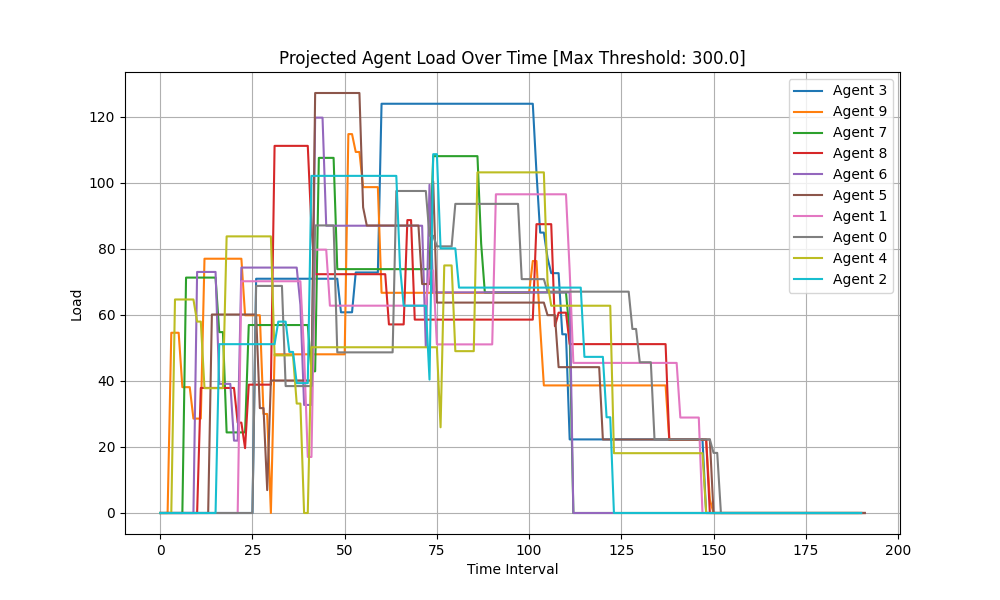 Projected Agent Load Over Time [Max Threshold: 300.0]
Load
120
100
80
60
40
20
0
0 25 50 75 100 125 150 175 200
Time Interval
Agent 3
Agent 9
Agent 7
Agent 8
Agent 6
Agent 5
Agent 1
Agent 0
Agent 4
Agent 2